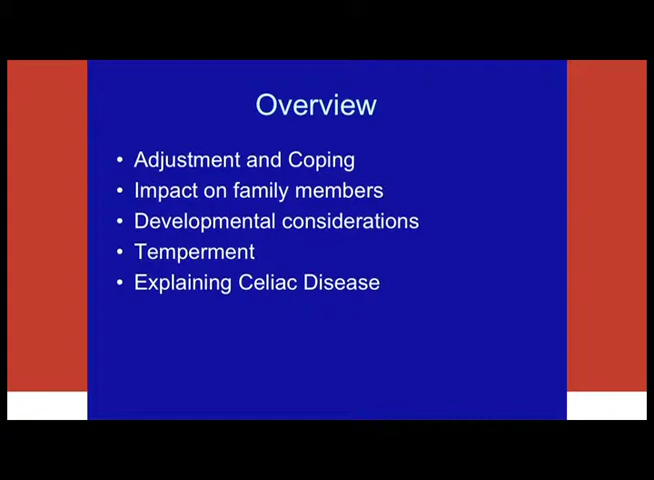 Overview
• Adjustment and Coping
• Impact on family members
• Developmental considerations
• Temperment
• Explaining Celiac Disease